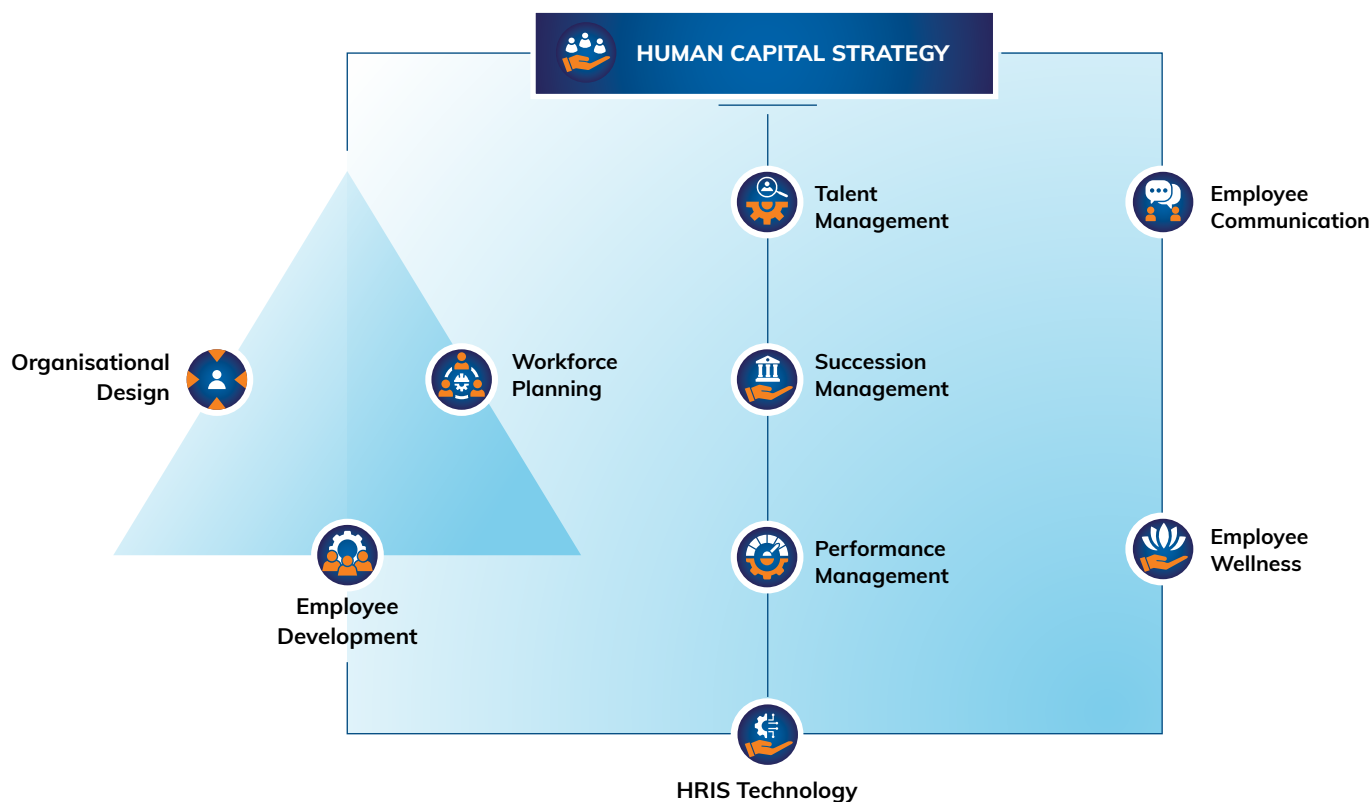 HUMAN CAPITAL STRATEGY
Talent
Management
Employee
Communication
Organisational
Design
Workforce
Planning
Succession
Management
Performance
Management
Employee
Wellness
Employee
Development
HRIS Technology